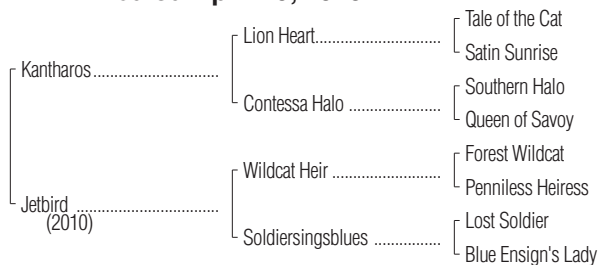 Tale of the Cat
Lion Heart
Satin Sunrise
Kantharos
Southern Halo
Contessa Halo
Queen of Savoy
Forest Wildcat
Wildcat Heir
Penniless Heiress
Jetbird
(2010)
Lost Soldier
Soldiersingsblues
Blue Ensign's Lady